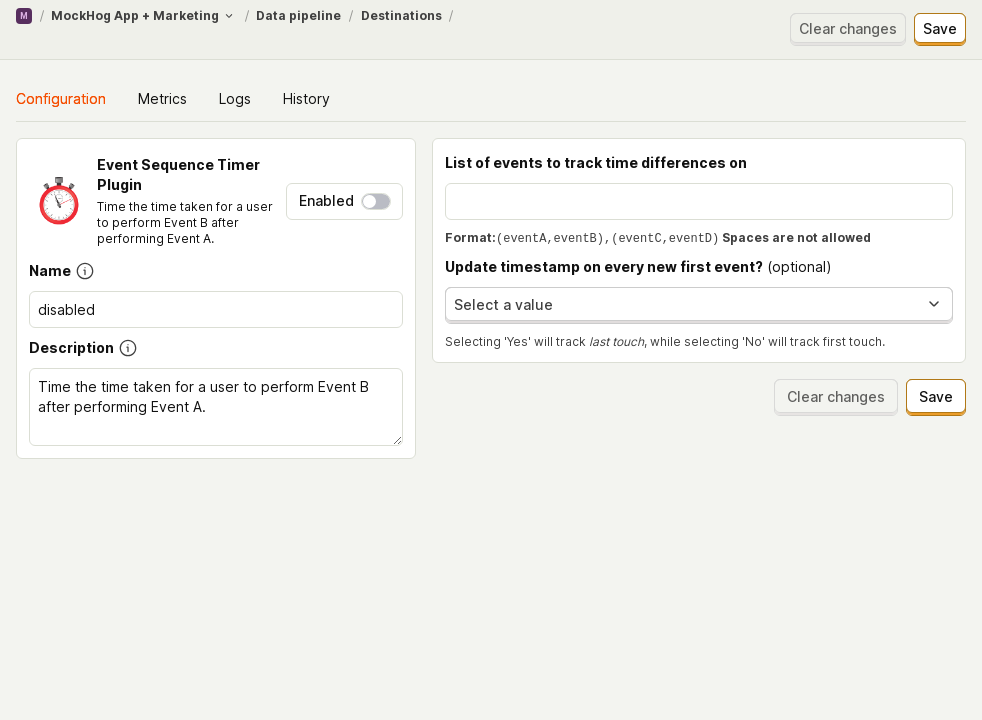 M / MockHog App + Marketing / Data pipeline / Destinations /
Clear changes Save
Configuration Metrics Logs History
Event Sequence Timer
Plugin
Time the time taken for a user
to perform Event B after
performing Event A.
Enabled
Name
disabled
Description
Time the time taken for a user to perform Event B
after performing Event A.
List of events to track time differences on
Format:(eventA,eventB),(eventC,eventD) Spaces are not allowed
Update timestamp on every new first event? (optional)
Select a value
Selecting 'Yes' will track last touch, while selecting 'No' will track first touch.
Clear changes Save